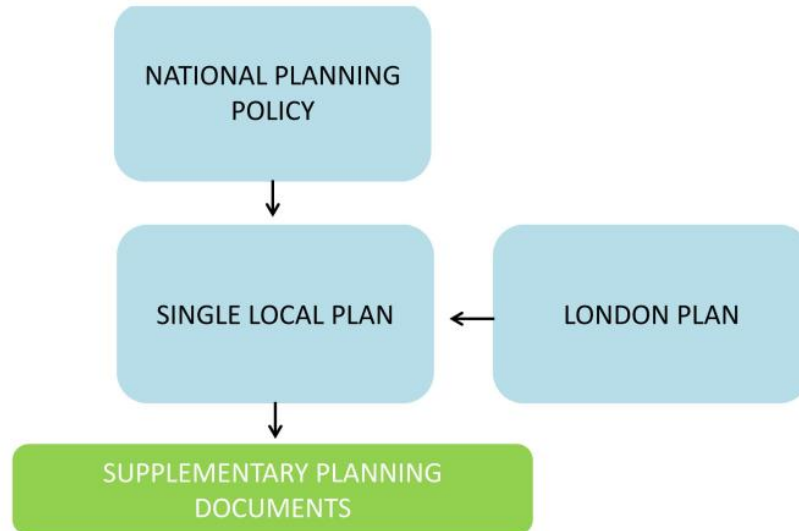 NATIONAL PLANNING
POLICY
SINGLE LOCAL PLAN
LONDON PLAN
SUPPLEMENTARY PLANNING
DOCUMENTS